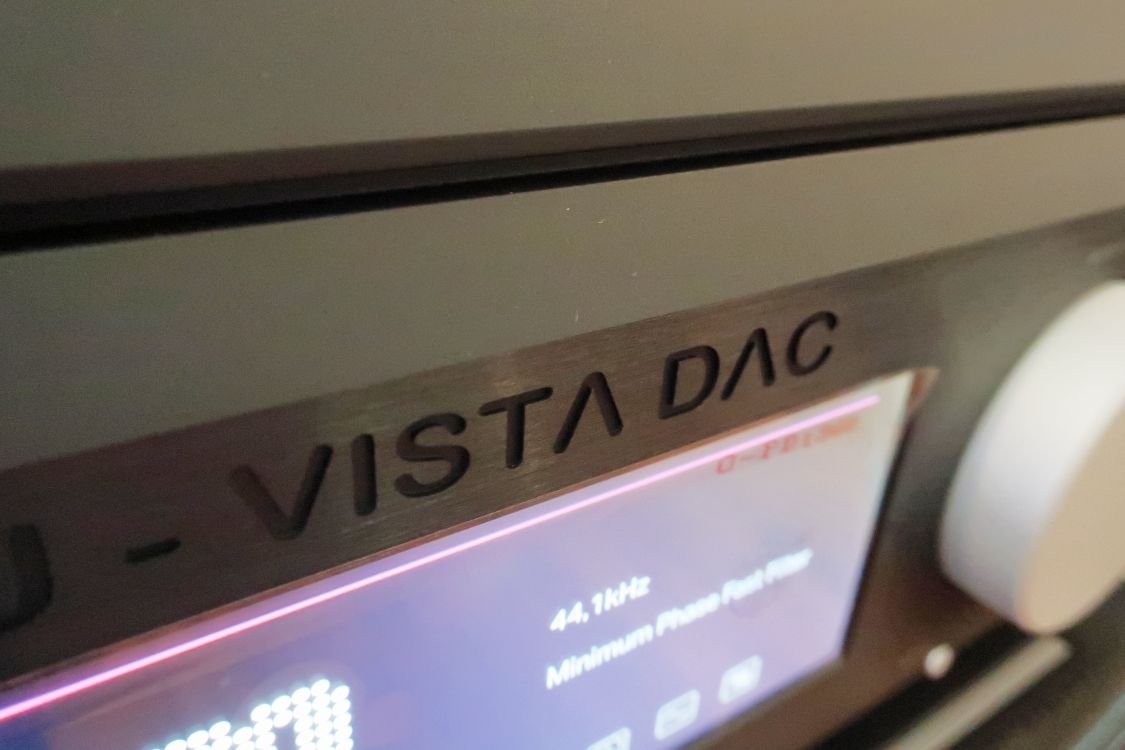 U - VISTA DAC
44,1kHz
Minimum Phase Fast Filter